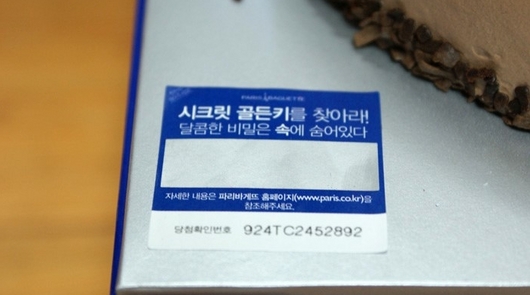 PARIS BAGUETTE
시크릿 골든키를 찾아라!
달콤한 비밀은 속에 숨어있다
자세한 내용은 파리바게뜨 홈페이지(www.paris.co.kr)을
참조해주세요.
당첨확인번호 924TC2452892